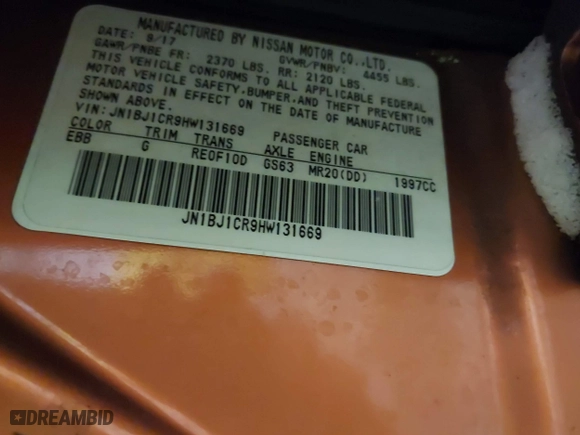 MANUFACTURED BY NISSAN MOTOR CO.,LTD.
DATE: 9/17 GVWR/PNBV: 4455 LBS.
GAWR/PNBE FR: 2370 LBS. RR: 2120 LBS.
THIS VEHICLE CONFORMS TO ALL APPLICABLE FEDERAL
MOTOR VEHICLE SAFETY,BUMPER,AND THEFT PREVENTION
STANDARDS IN EFFECT ON THE DATE OF MANUFACTURE
SHOWN ABOVE.
VIN: JN1BJ1CR9HW131669 PASSENGER CAR
COLOR TRIM TRANS AXLE ENGINE
EBB G RE0F10D GS63 MR20(DD) 1997CC
JN1BJ1CR9HW131669
DREAMBID